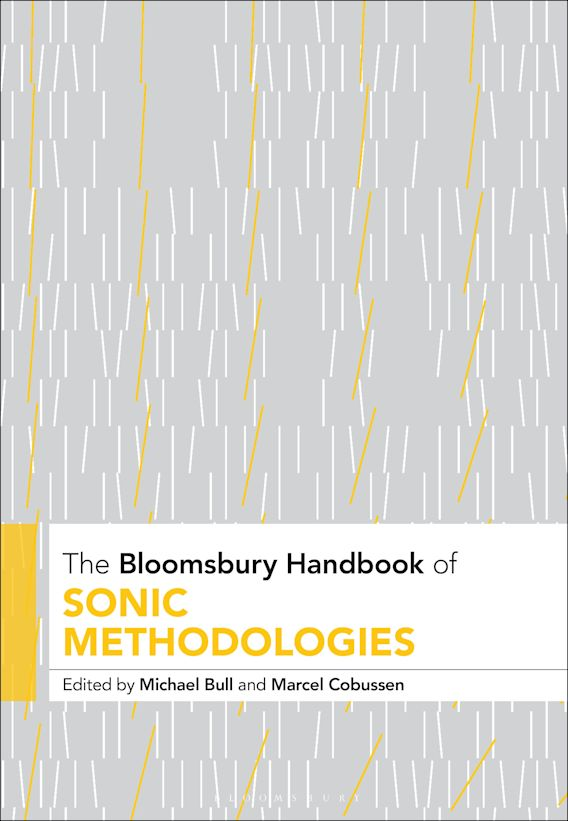 The Bloomsbury Handbook of
SONIC
METHODOLOGIES
Edited by Michael Bull and Marcel Cobussen
BLOOMSBURY